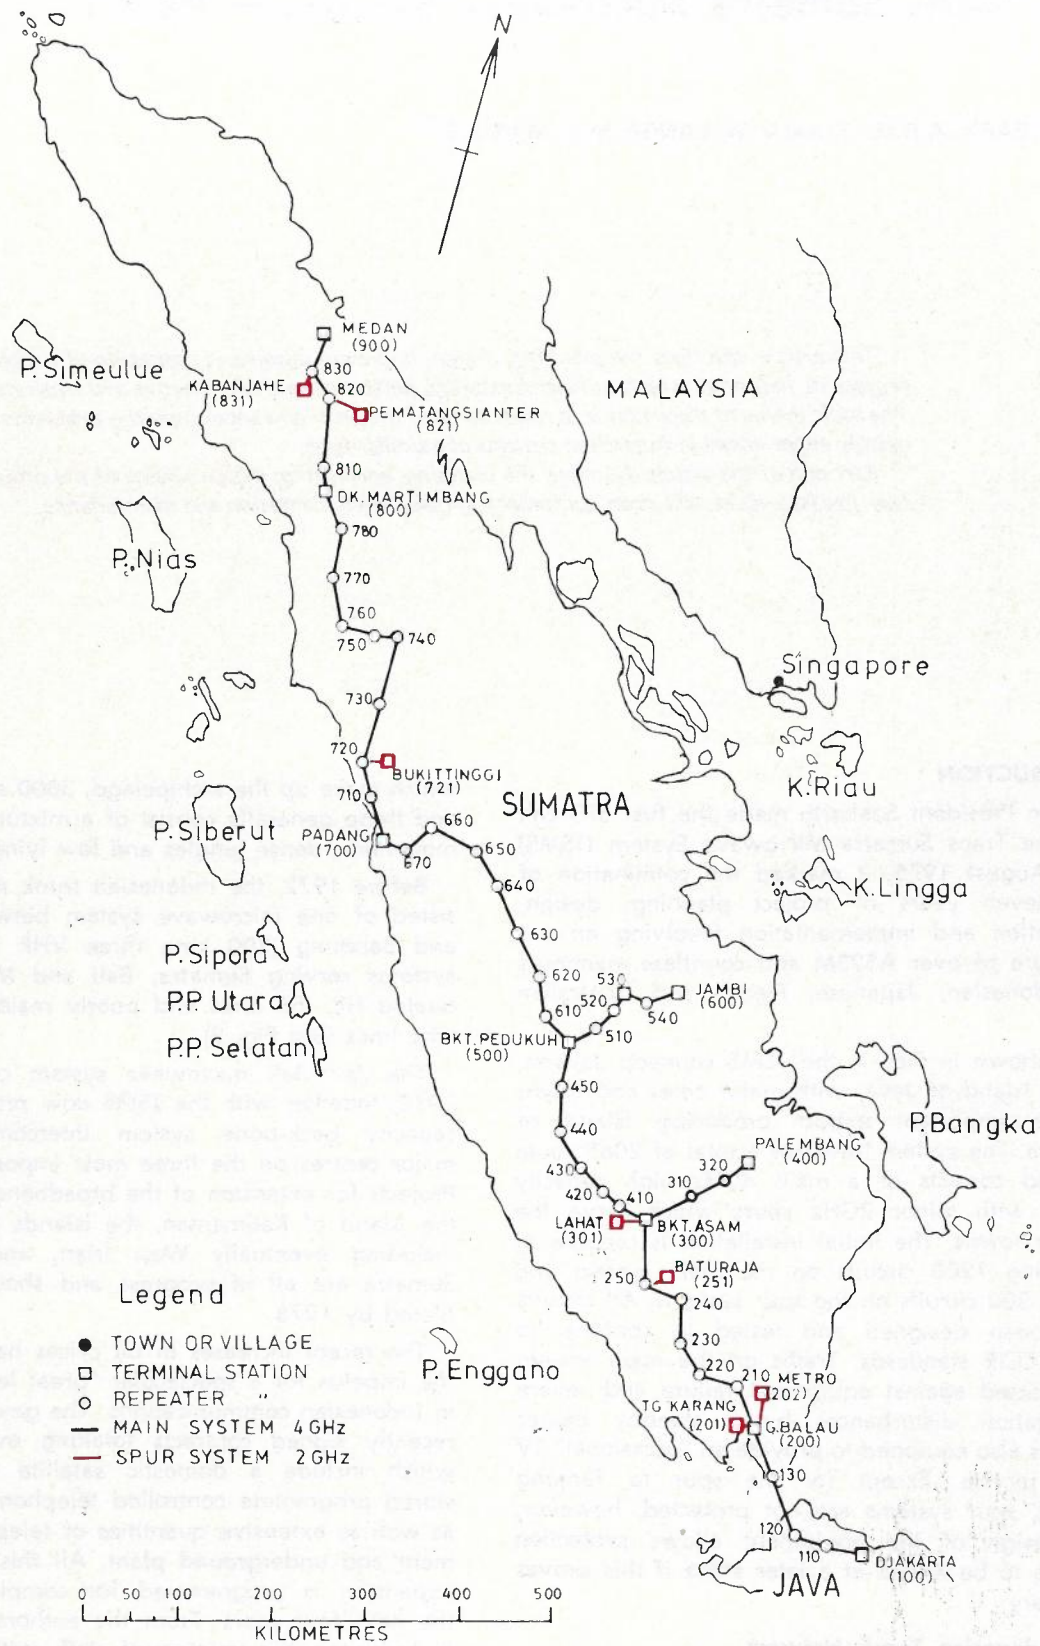 N
MEDAN
(900)
830
KABANJAHE
(831)
820
PEMATANGSIANTER
(821)
810
DK.MARTIMBANG
(800)
780
770
760
750
740
730
720
BUKITTINGGI
(721)
710
PADANG
(700)
670
660
650
640
630
620
610
BKT. PEDUKUH
(500)
510
520
530
540
JAMBI
(600)
450
440
430
420
410
LAHAT
(301)
BKT.ASAM
(300)
310
320
PALEMBANG
(400)
250
BATURAJA
(251)
240
230
220
210
METRO
(202)
TG KARANG
(201)
G.BALAU
(200)
130
120
110
DJAKARTA
(100)
P.Simeulue
P.Nias
P.Siberut
P.Sipora
P.P. Utara
P.P. Selatan
P. Enggano
MALAYSIA
Singapore
K.Riau
SUMATRA
K.Lingga
P.Bangka
JAVA
Legend
TOWN OR VILLAGE
TERMINAL STATION
REPEATER "
MAIN SYSTEM 4GHz
SPUR SYSTEM 2GHz
50 0 100 200 300 400 500
KILOMETRES